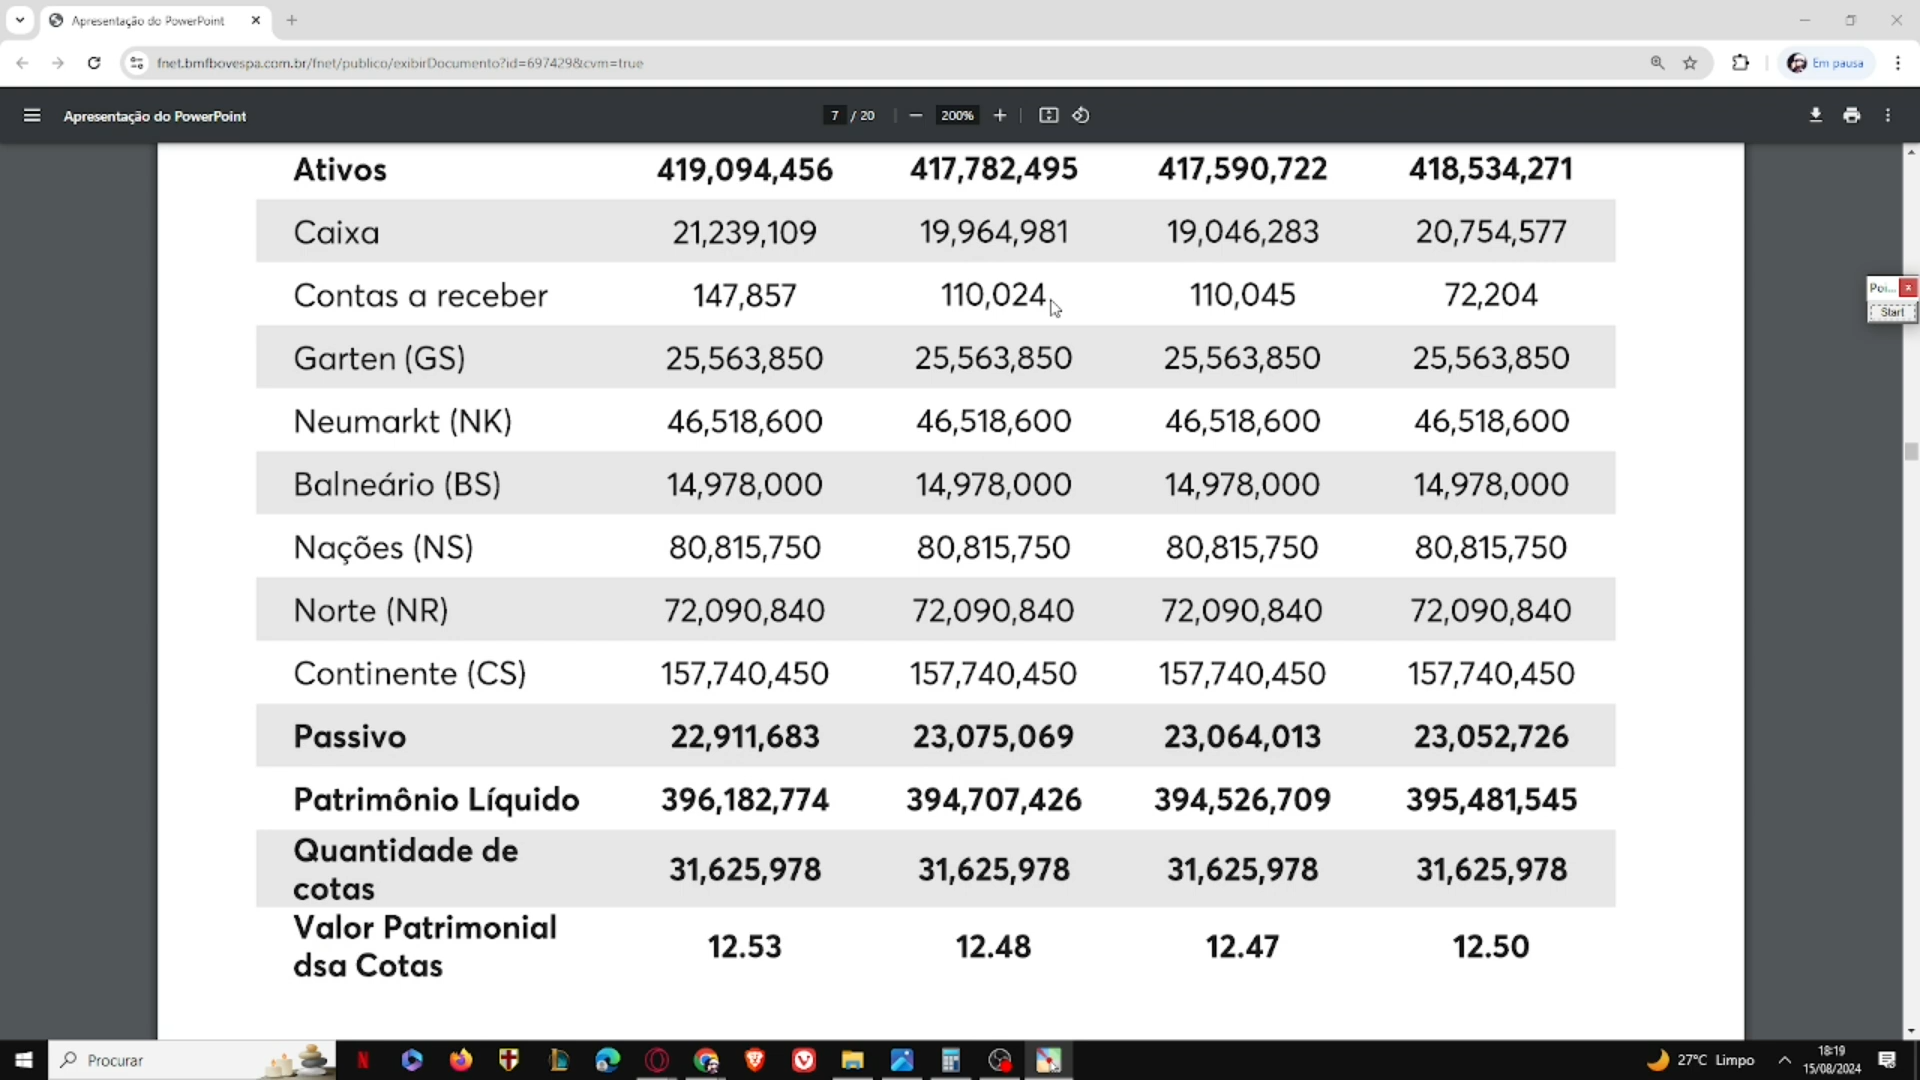 Apresentação do PowerPoint
fnet.bmfbovespa.com.br/fnet/publico/exibirDocumento?id=697429&cvm=true
Em pausa
Apresentação do PowerPoint
7 / 20
200%
Ativos 419,094,456 417,782,495 417,590,722 418,534,271
Caixa 21,239,109 19,964,981 19,046,283 20,754,577
Contas a receber 147,857 110,024 110,045 72,204
Garten (GS) 25,563,850 25,563,850 25,563,850 25,563,850
Neumarkt (NK) 46,518,600 46,518,600 46,518,600 46,518,600
Balneário (BS) 14,978,000 14,978,000 14,978,000 14,978,000
Nações (NS) 80,815,750 80,815,750 80,815,750 80,815,750
Norte (NR) 72,090,840 72,090,840 72,090,840 72,090,840
Continente (CS) 157,740,450 157,740,450 157,740,450 157,740,450
Passivo 22,911,683 23,075,069 23,064,013 23,052,726
Patrimônio Líquido 396,182,774 394,707,426 394,526,709 395,481,545
Quantidade de
cotas 31,625,978 31,625,978 31,625,978 31,625,978
Valor Patrimonial
dsa Cotas 12.53 12.48 12.47 12.50
Poi...
Start
Procurar
27°C Limpo
18:19
15/08/2024